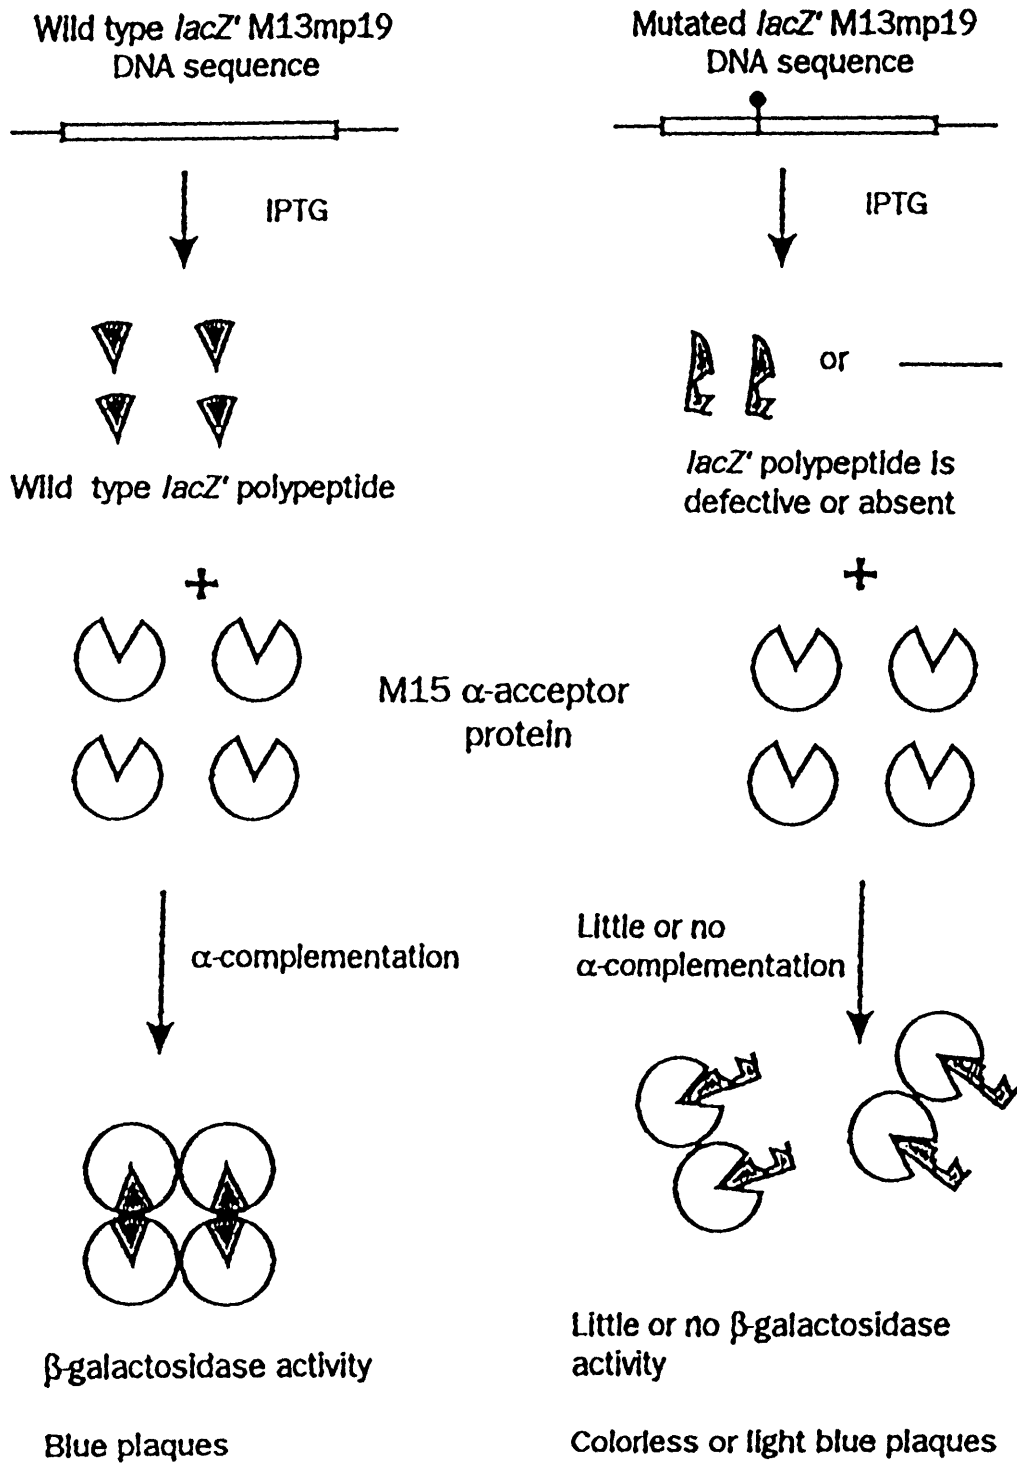 Wild type lacZ' M13mp19
DNA sequence
IPTG
Wild type lacZ' polypeptide
+
M15 α-acceptor
protein
α-complementation
β-galactosidase activity
Blue plaques
Mutated lacZ' M13mp19
DNA sequence
IPTG
or
lacZ' polypeptide is
defective or absent
+
Little or no
α-complementation
Little or no β-galactosidase
activity
Colorless or light blue plaques